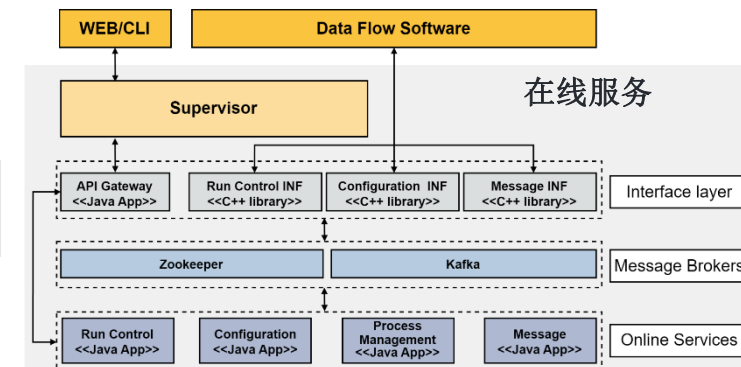 WEB/CLI
Data Flow Software
Supervisor
在线服务
API Gateway
<<Java App>>
Run Control INF
<<C++ library>>
Configuration INF
<<C++ library>>
Message INF
<<C++ library>>
Interface layer
Zookeeper
Kafka
Message Brokers
Run Control
<<Java App>>
Configuration
<<Java App>>
Process
Management
<<Java App>>
Message
<<Java App>>
Online Services